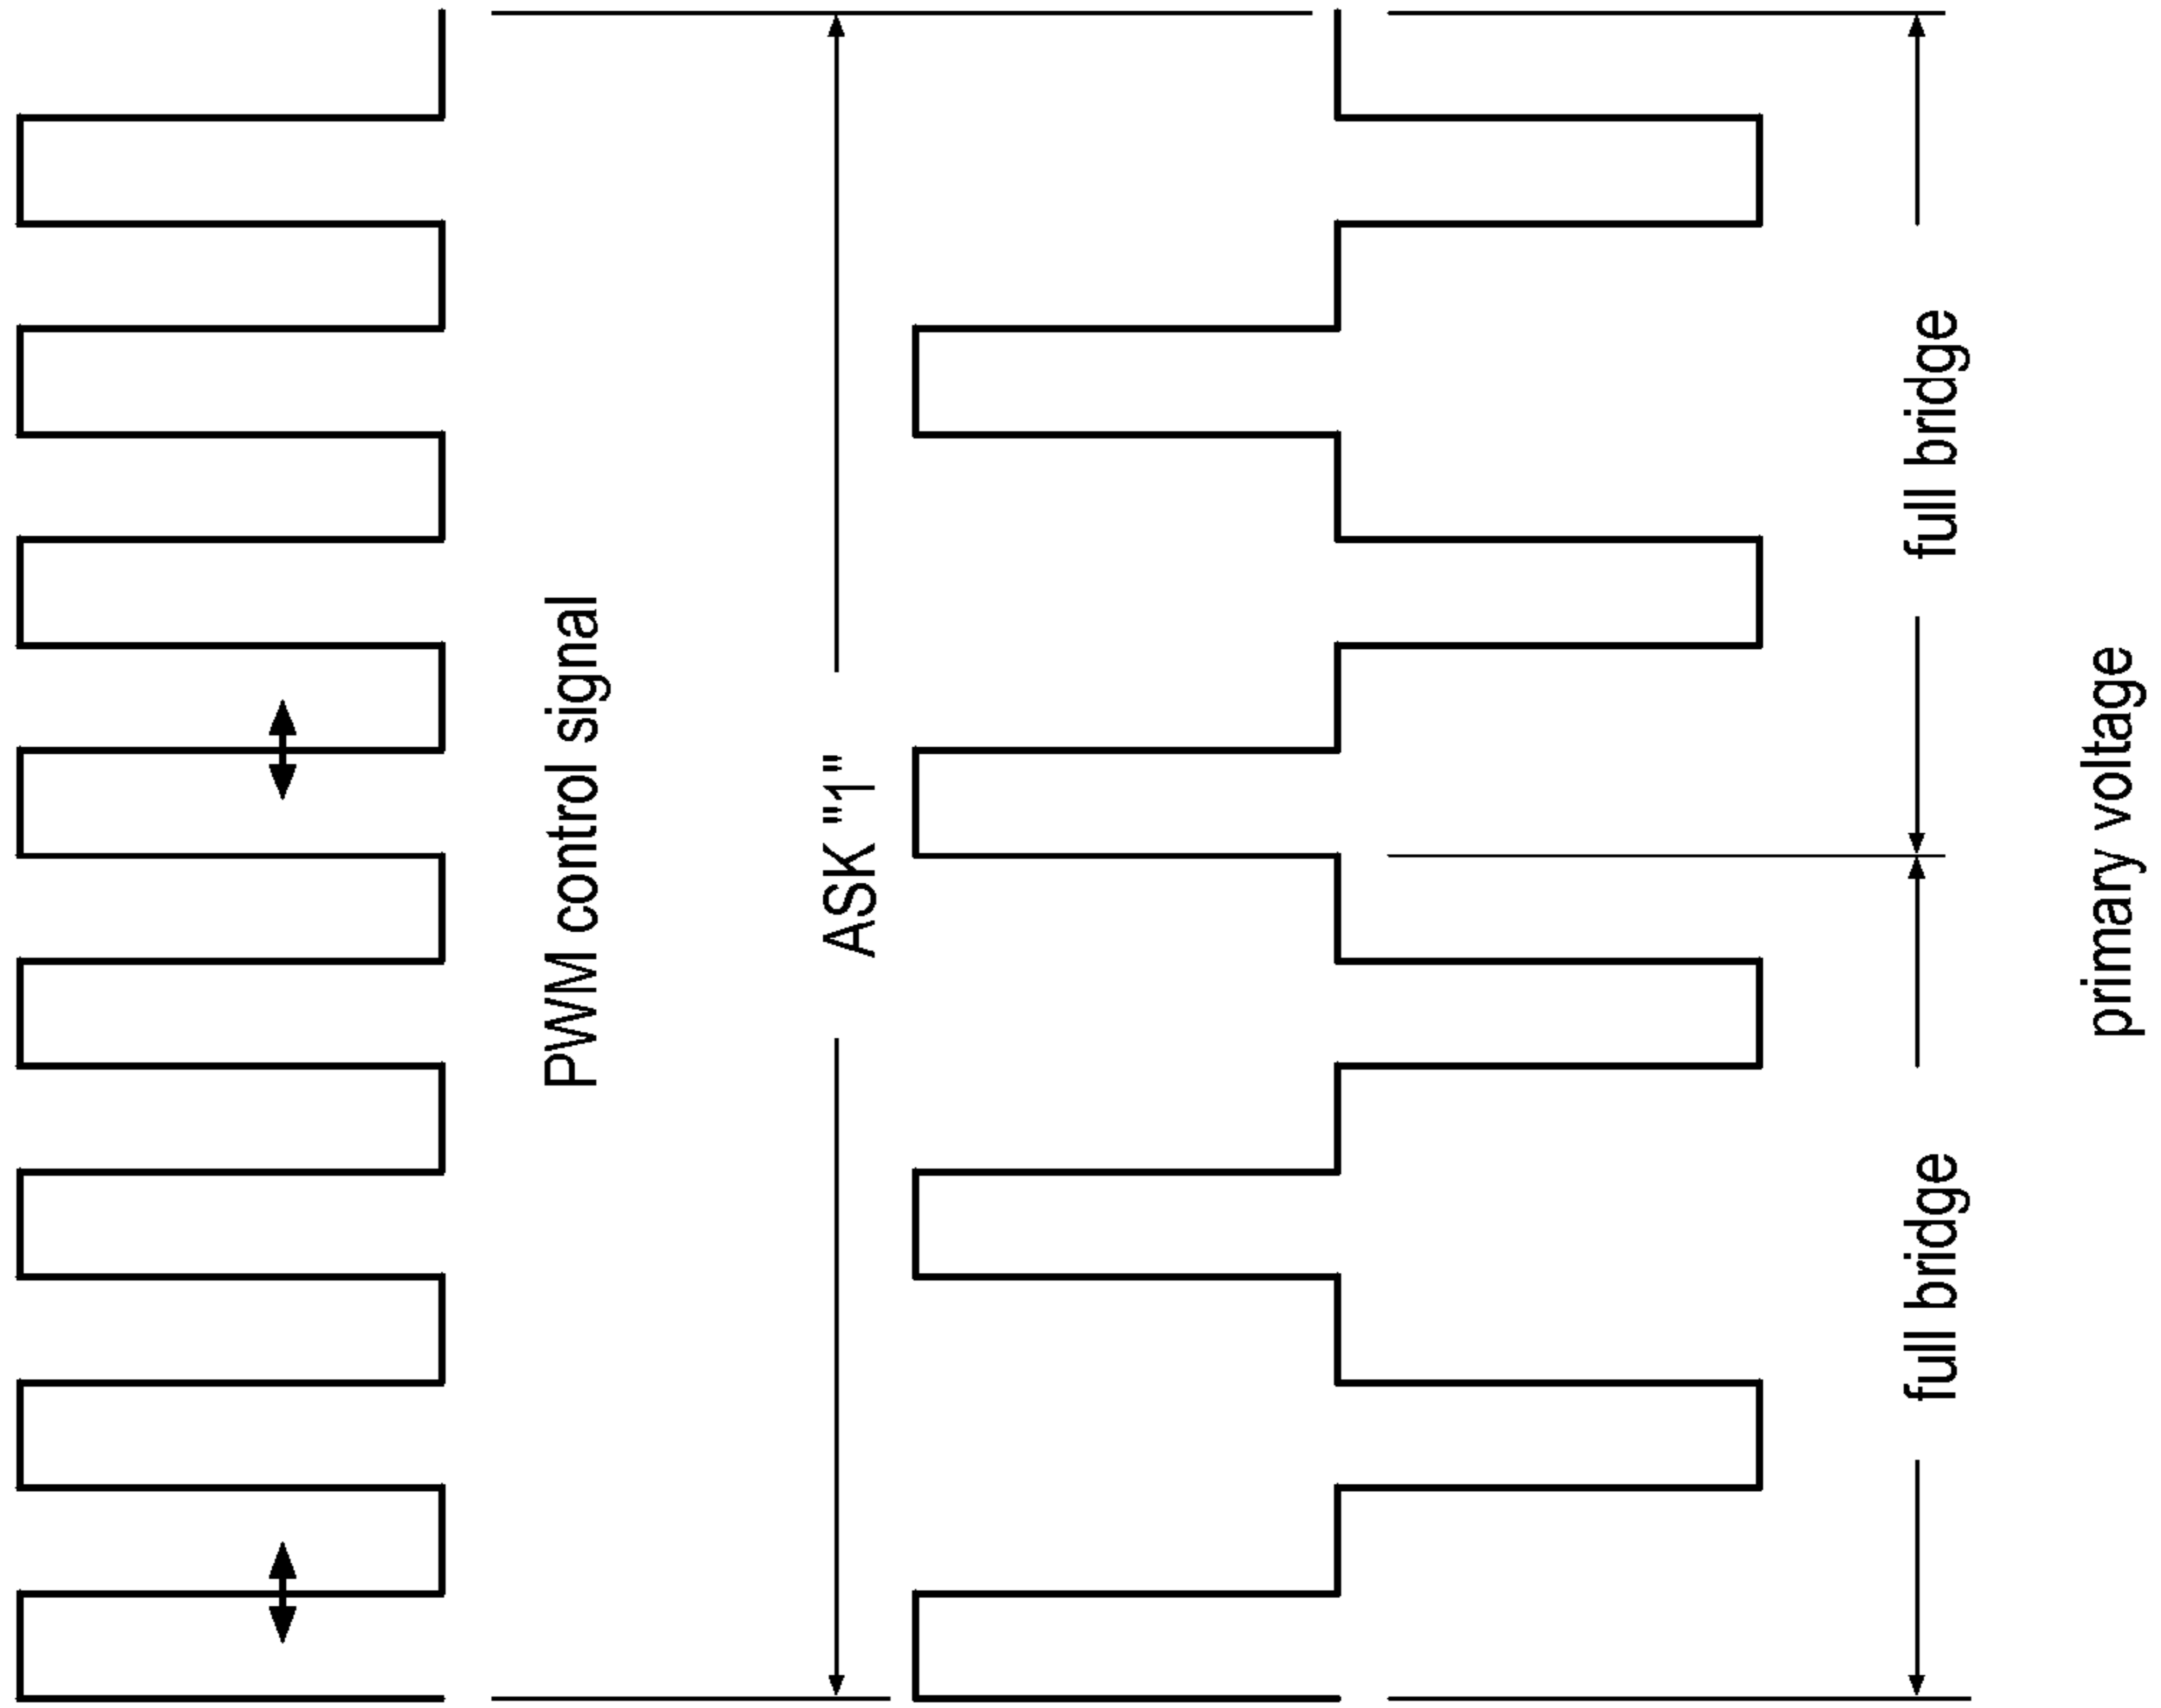 PWM control signal
ASK "1"
full bridge
full bridge
primary voltage